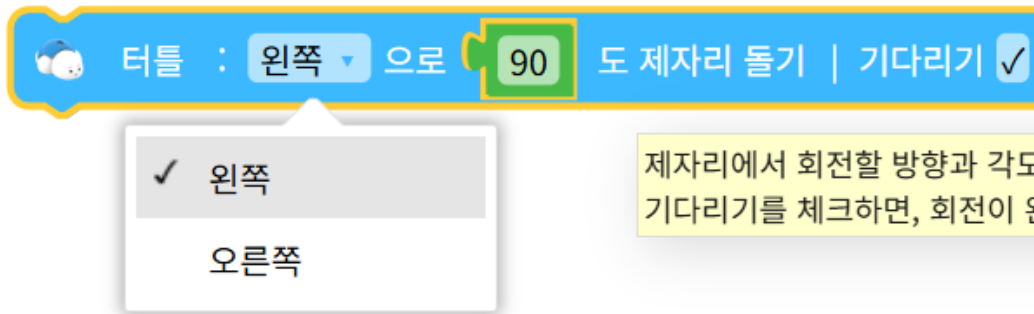 터틀 : 왼쪽 으로 90 도 제자리 돌기 | 기다리기
왼쪽
오른쪽
제자리에서 회전할 방향과 각도
기다리기를 체크하면, 회전이